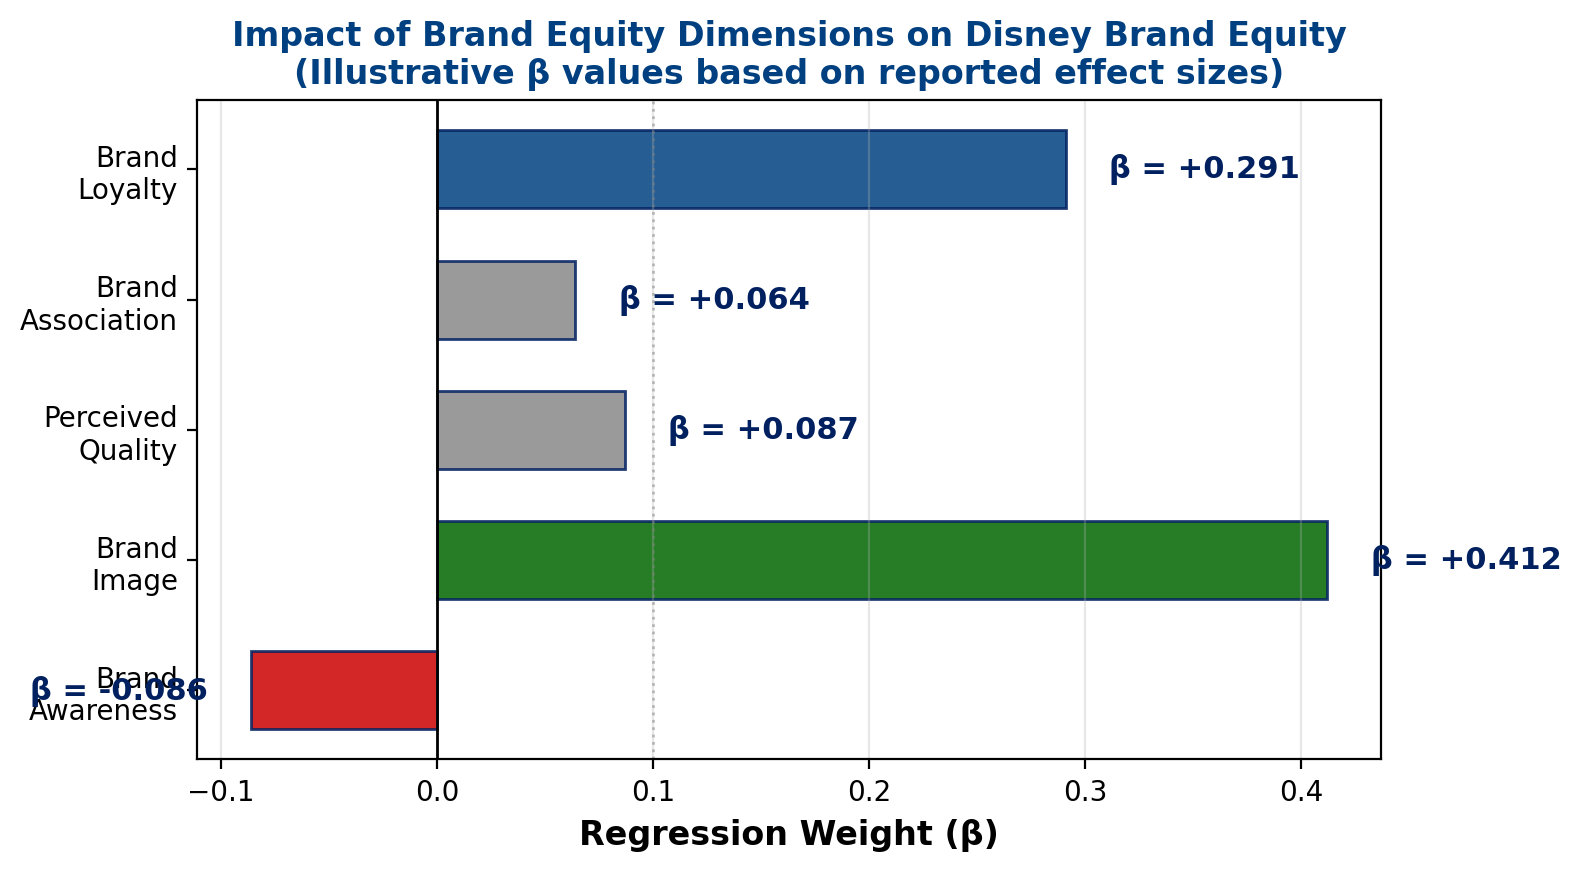 Impact of Brand Equity Dimensions on Disney Brand Equity
(Illustrative β values based on reported effect sizes)
Brand
Loyalty
β = +0.291
Brand
Association
β = +0.064
Perceived
Quality
β = +0.087
Brand
Image
β = +0.412
Brand
Awareness
β = -0.086
−0.1 0.0 0.1 0.2 0.3 0.4
Regression Weight (β)